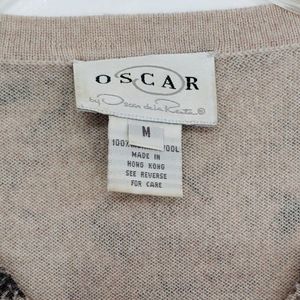 OSCAR
by Oscar de la Renta©
M
100% WOOL
MADE IN
HONG KONG
SEE REVERSE
FOR CARE